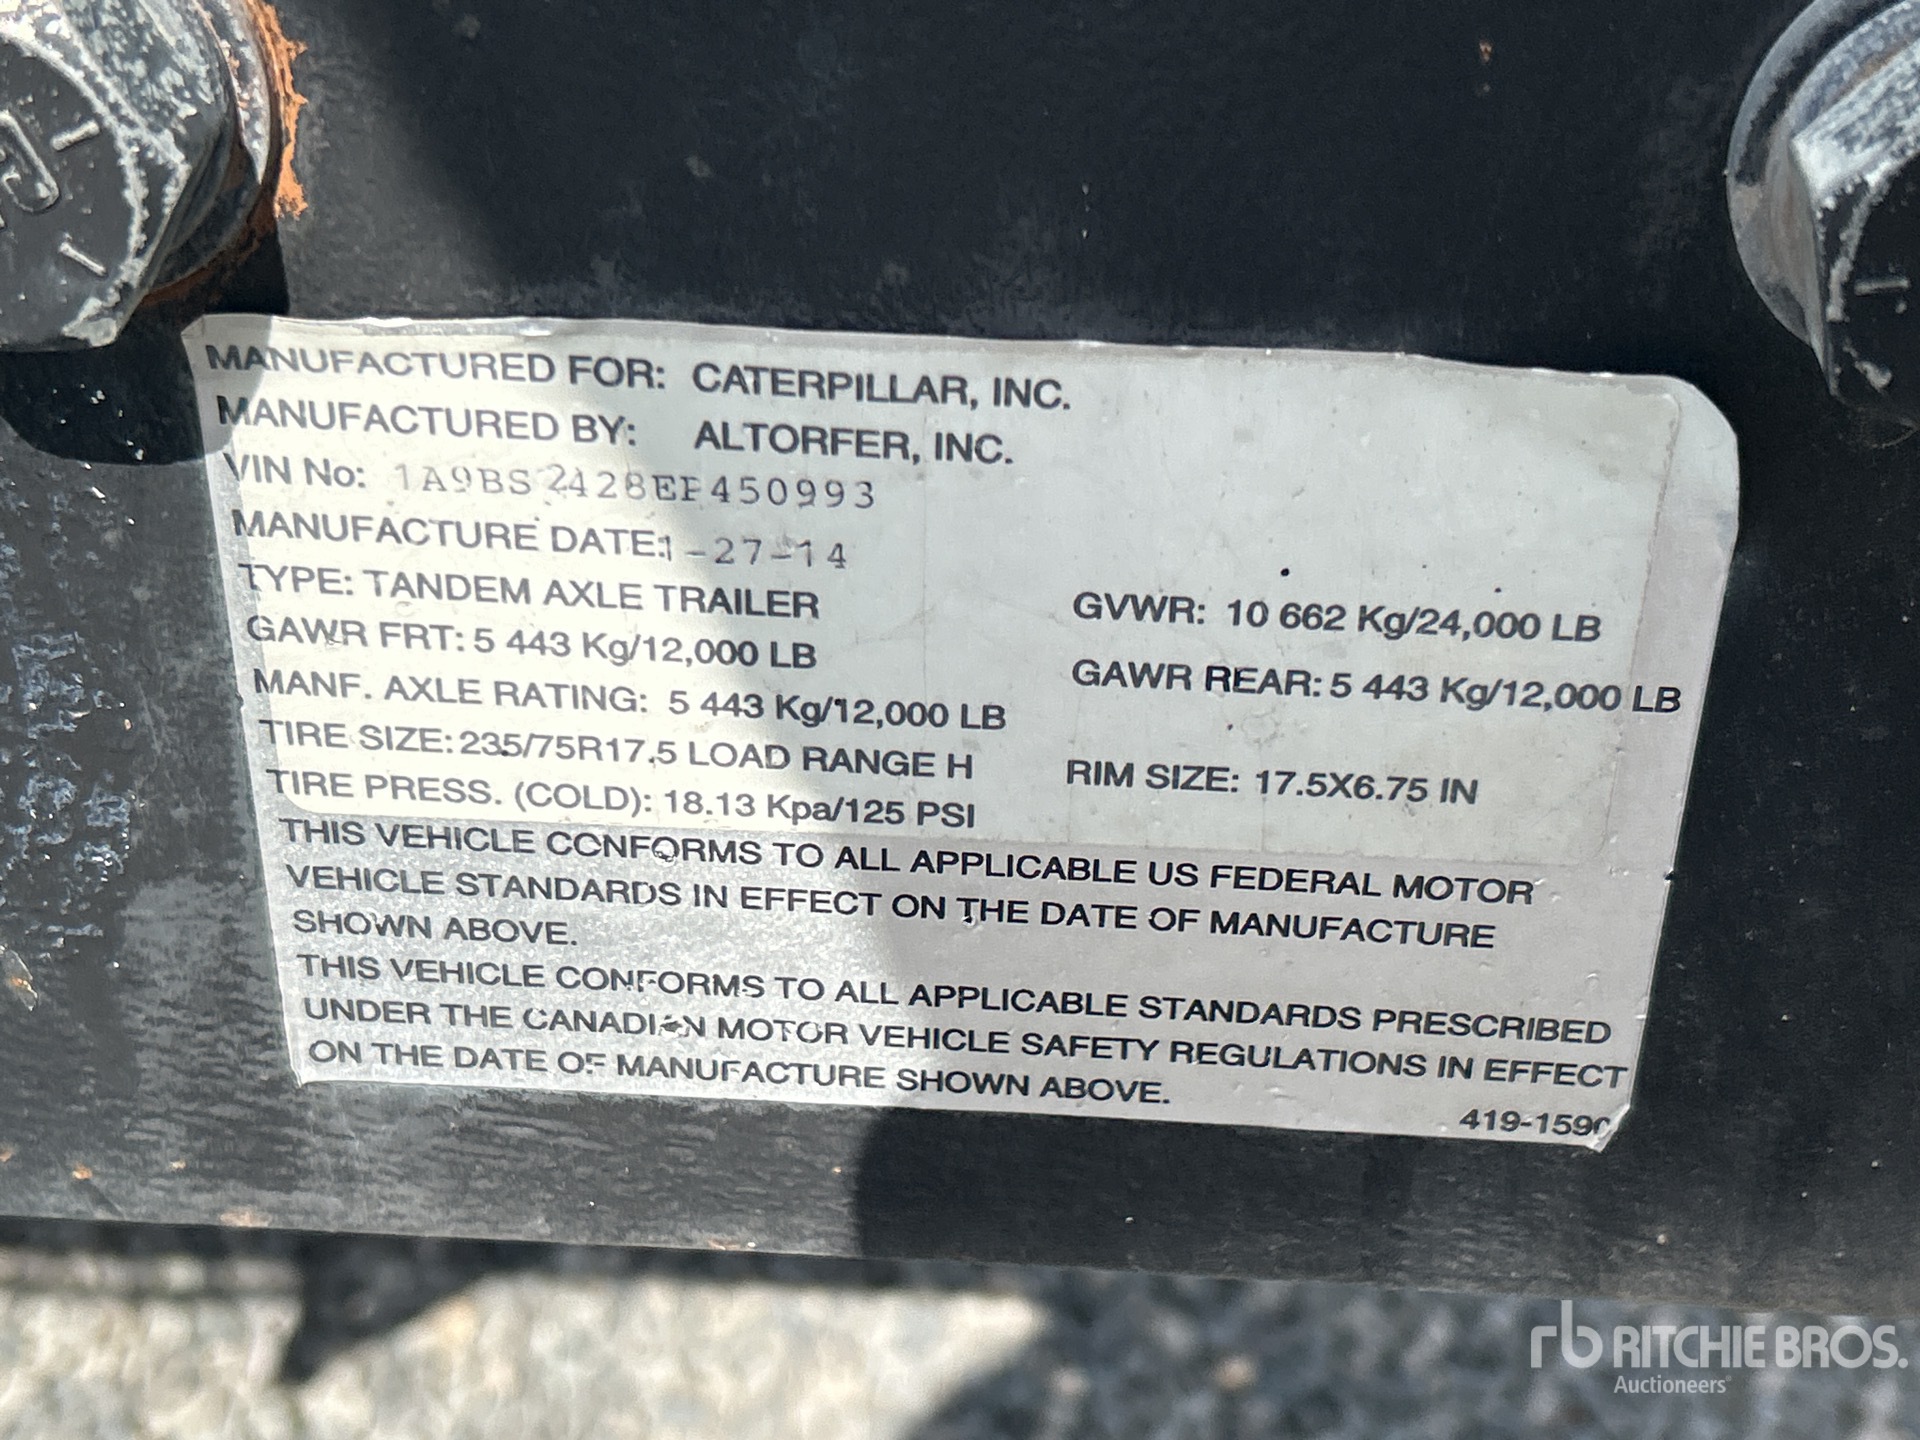 MANUFACTURED FOR: CATERPILLAR, INC.
MANUFACTURED BY: ALTORFER, INC.
VIN No:
MANUFACTURE DATE: 1-27-14
TYPE: TANDEM AXLE TRAILER
GVWR: 10 662 Kg/24,000 LB
GAWR FRT: 5 443 Kg/12,000 LB
GAWR REAR: 5 443 Kg/12,000 LB
MANF. AXLE RATING: 5 443 Kg/12,000 LB
TIRE SIZE: 235/75R17.5 LOAD RANGE H
RIM SIZE: 17.5X6.75 IN
TIRE PRESS. (COLD): 18.13 Kpa/125 PSI
THIS VEHICLE CONFORMS TO ALL APPLICABLE US FEDERAL MOTOR
VEHICLE STANDARDS IN EFFECT ON THE DATE OF MANUFACTURE
SHOWN ABOVE.
THIS VEHICLE CONFORMS TO ALL APPLICABLE STANDARDS PRESCRIBED
UNDER THE CANADIAN MOTOR VEHICLE SAFETY REGULATIONS IN EFFECT
ON THE DATE OF MANUFACTURE SHOWN ABOVE.
rb RITCHIE BROS.
Auctioneers